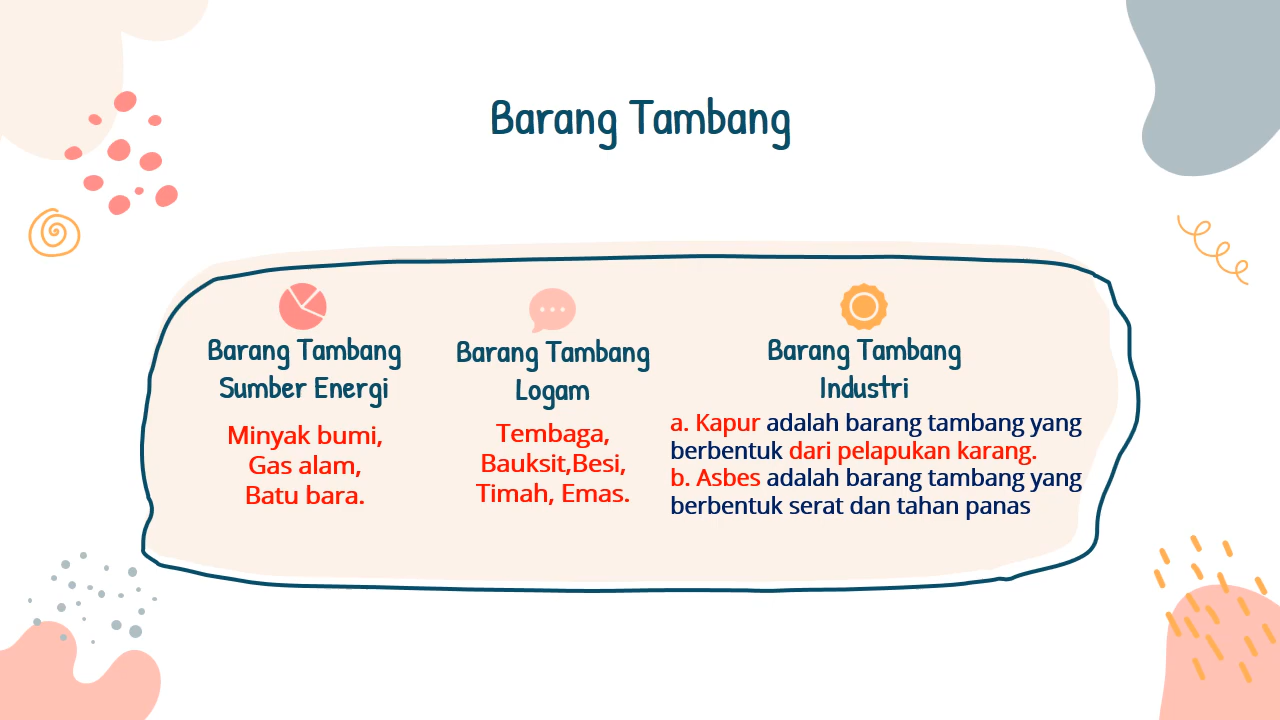 Barang Tambang
Barang Tambang
Sumber Energi
Minyak bumi,
Gas alam,
Batu bara.
Barang Tambang
Logam
Tembaga,
Bauksit,Besi,
Timah, Emas.
Barang Tambang
Industri
a. Kapur adalah barang tambang yang
berbentuk dari pelapukan karang.
b. Asbes adalah barang tambang yang
berbentuk serat dan tahan panas